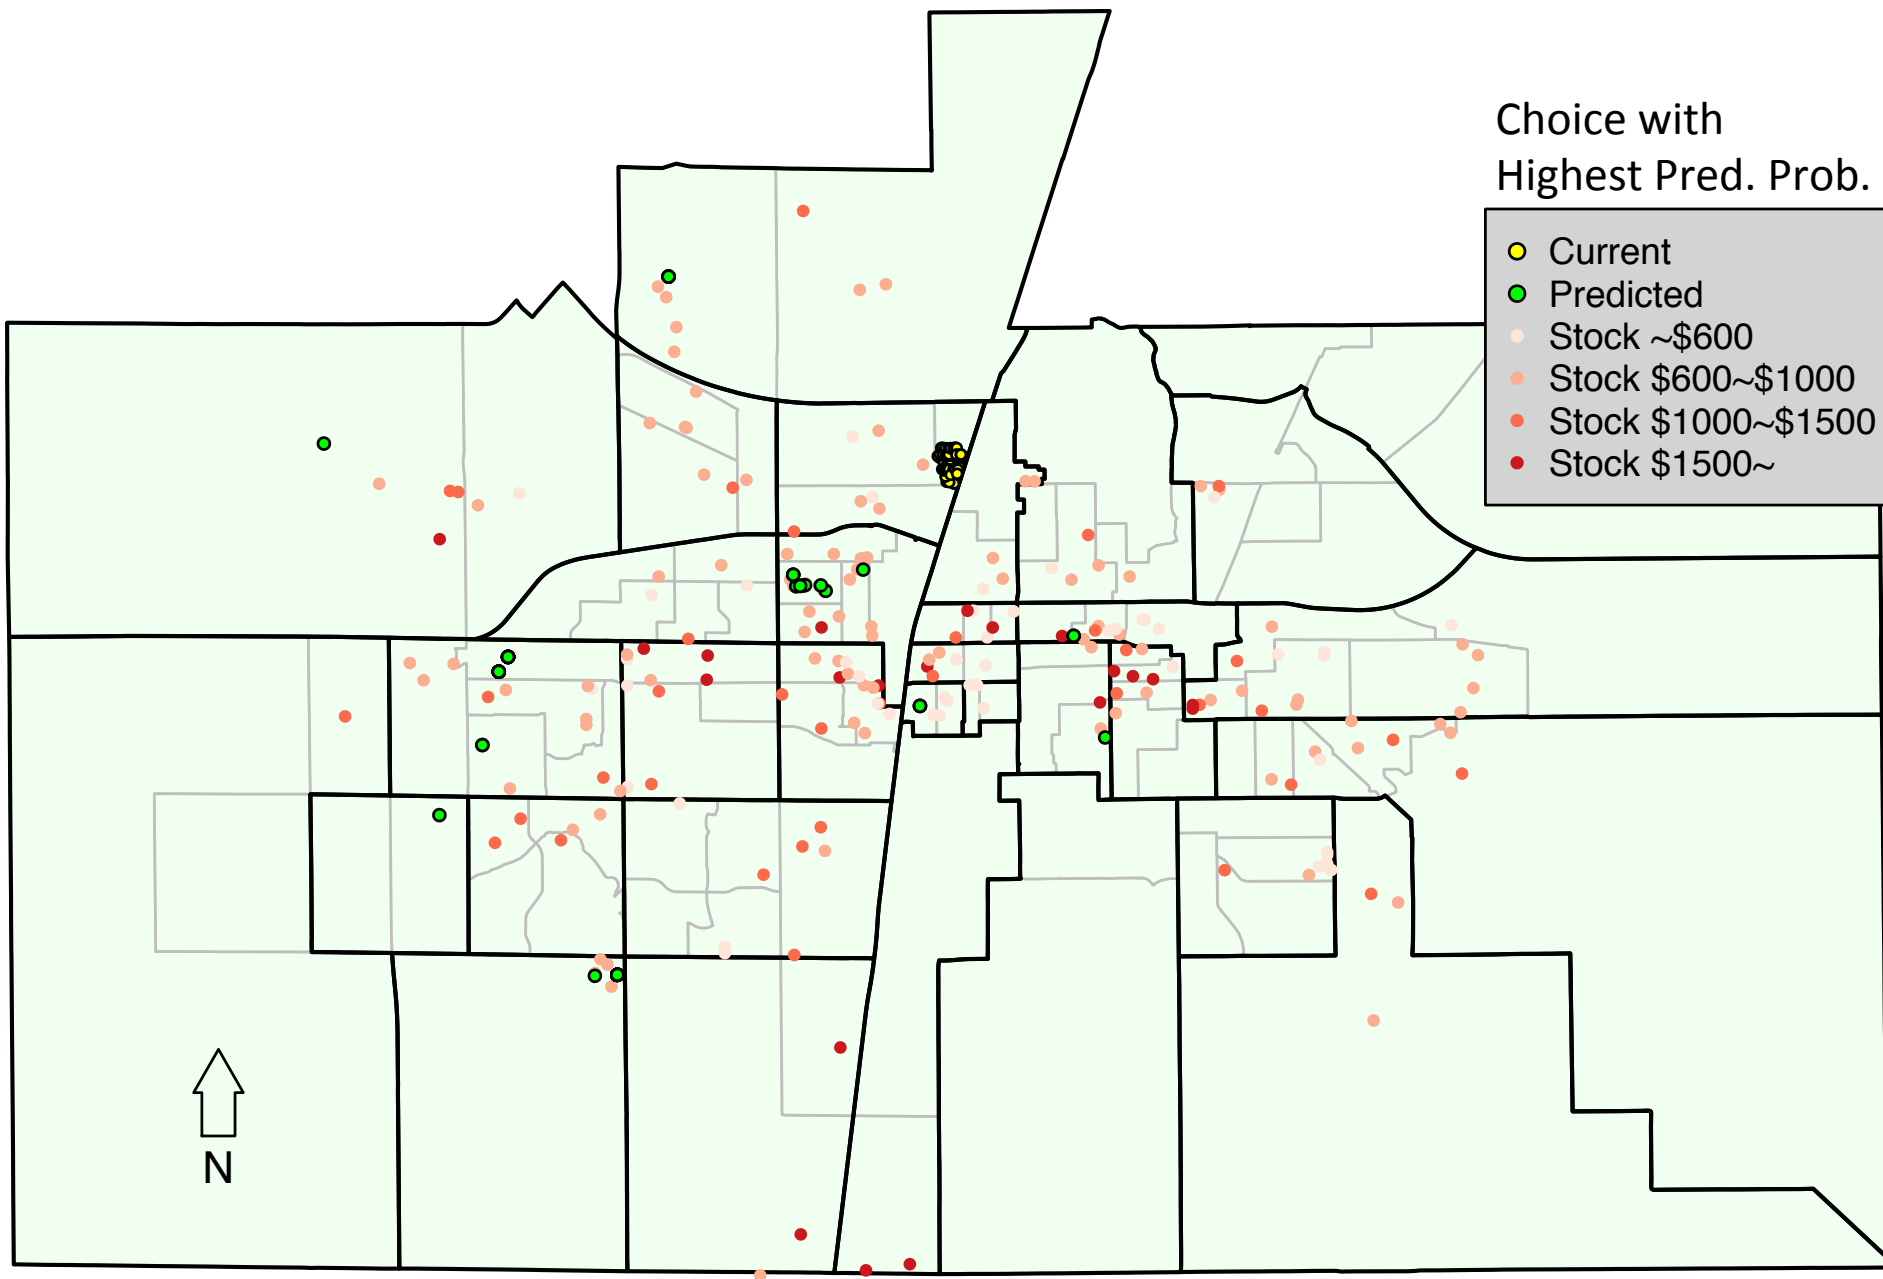 Choice with
Highest Pred. Prob.
Current
Predicted
Stock ~$600
Stock $600~$1000
Stock $1000~$1500
Stock $1500~
N